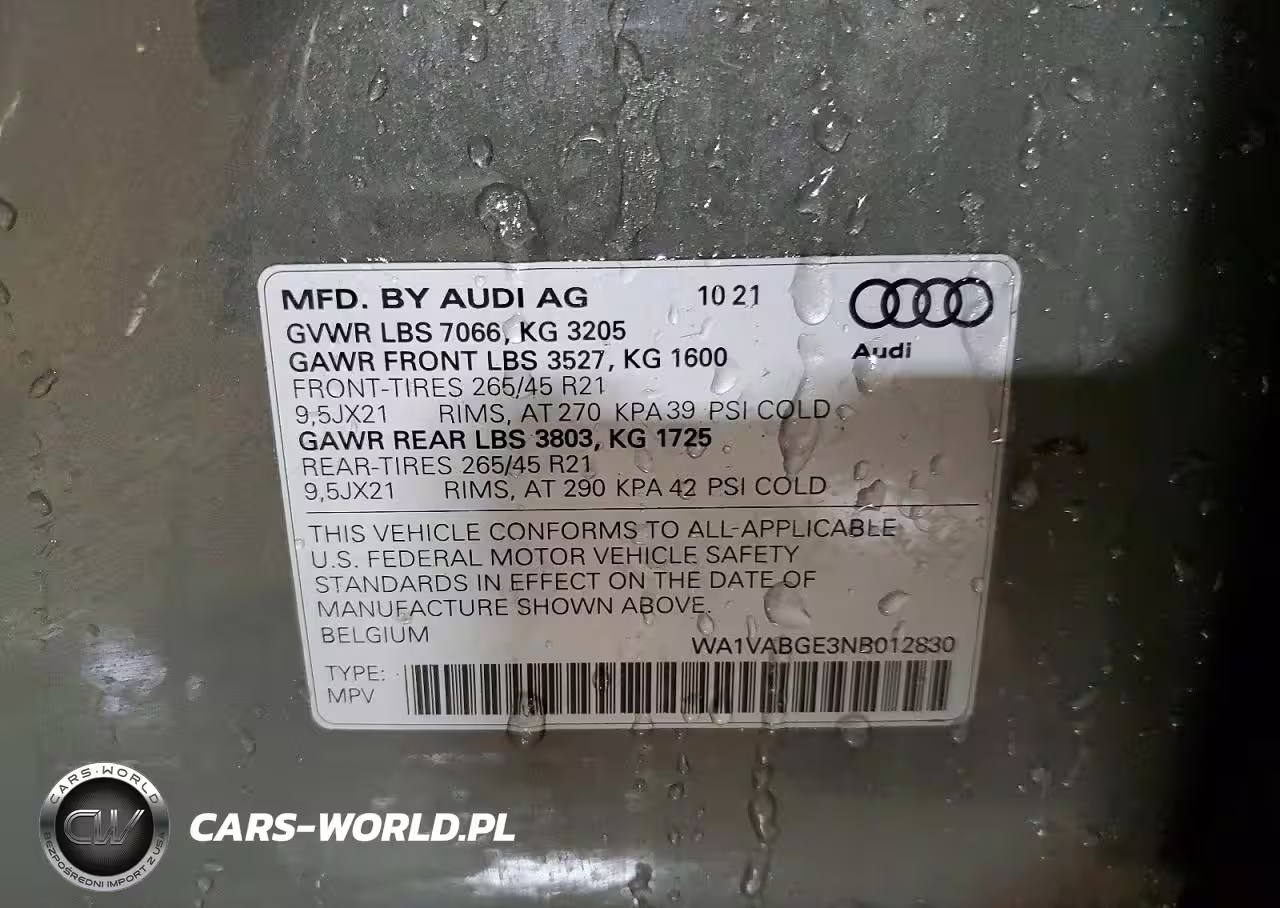 MFD. BY AUDI AG 10 21
Audi
GVWR LBS 7066, KG 3205
GAWR FRONT LBS 3527, KG 1600
FRONT-TIRES 265/45 R21
9,5JX21 RIMS, AT 270 KPA 39 PSI COLD
GAWR REAR LBS 3803, KG 1725
REAR-TIRES 265/45 R21
9,5JX21 RIMS, AT 290 KPA 42 PSI COLD
THIS VEHICLE CONFORMS TO ALL APPLICABLE
U.S. FEDERAL MOTOR VEHICLE SAFETY
STANDARDS IN EFFECT ON THE DATE OF
MANUFACTURE SHOWN ABOVE.
BELGIUM
WA1VABGE3NB012830
TYPE:
MPV
CARS-WORLD
CW
BEZPOŚREDNI IMPORT Z USA
CARS-WORLD.PL